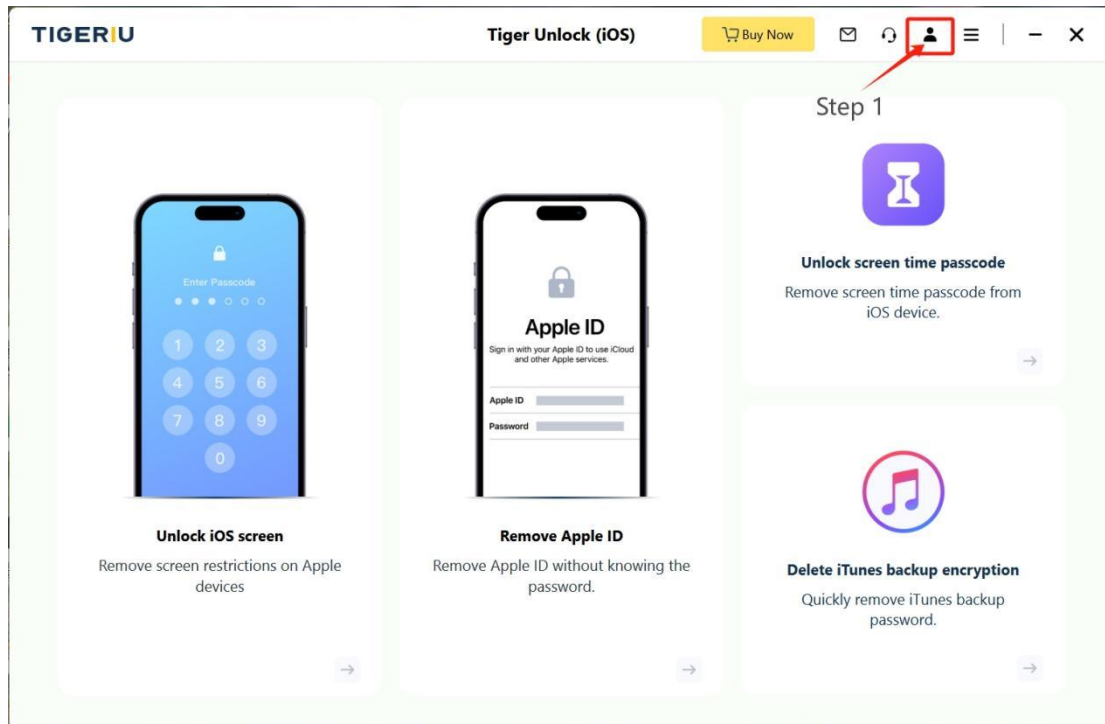 TIGERIU
Tiger Unlock (iOS)
Buy Now
Step 1
Enter Passcode
1 2 3
4 5 6
7 8 9
0
Unlock iOS screen
Remove screen restrictions on Apple
devices
Apple ID
Sign in with your Apple ID to use iCloud
and other Apple services.
Apple ID
Password
Remove Apple ID
Remove Apple ID without knowing the
password.
Unlock screen time passcode
Remove screen time passcode from
iOS device.
Delete iTunes backup encryption
Quickly remove iTunes backup
password.